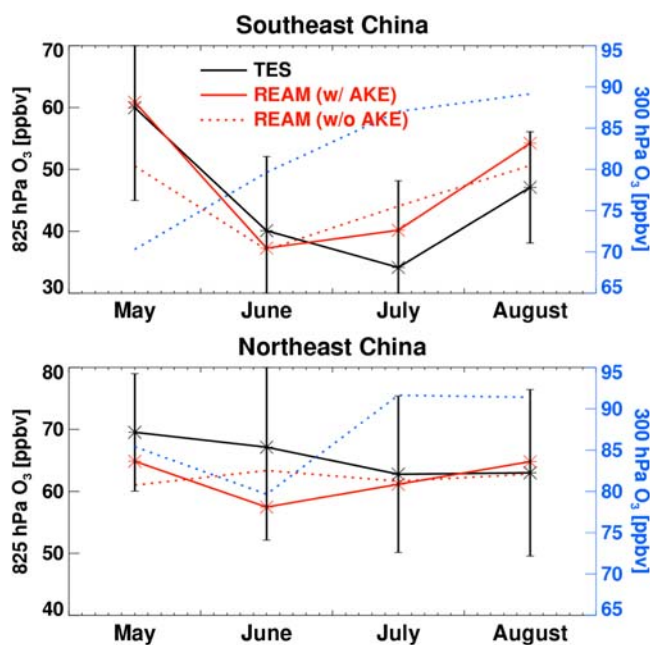 Southeast China
70
60
50
40
30
825 hPa O3 [ppbv]
TES
REAM (w/ AKE)
REAM (w/o AKE)
95
90
85
80
75
70
65
300 hPa O3 [ppbv]
May June July August
Northeast China
80
70
60
50
40
825 hPa O3 [ppbv]
95
90
85
80
75
70
65
300 hPa O3 [ppbv]
May June July August